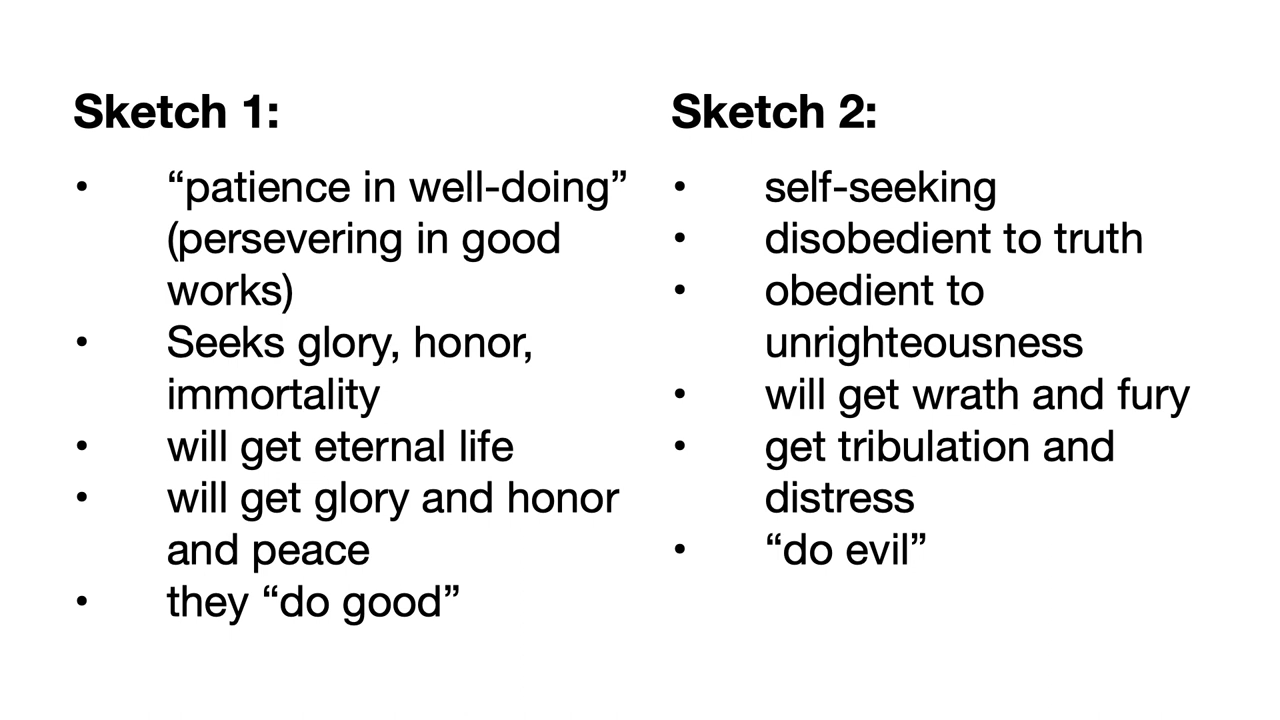 Sketch 1:
• “patience in well-doing”
(persevering in good
works)
• Seeks glory, honor,
immortality
• will get eternal life
• will get glory and honor
and peace
• they “do good”
Sketch 2:
• self-seeking
• disobedient to truth
• obedient to
unrighteousness
• will get wrath and fury
• get tribulation and
distress
• “do evil”